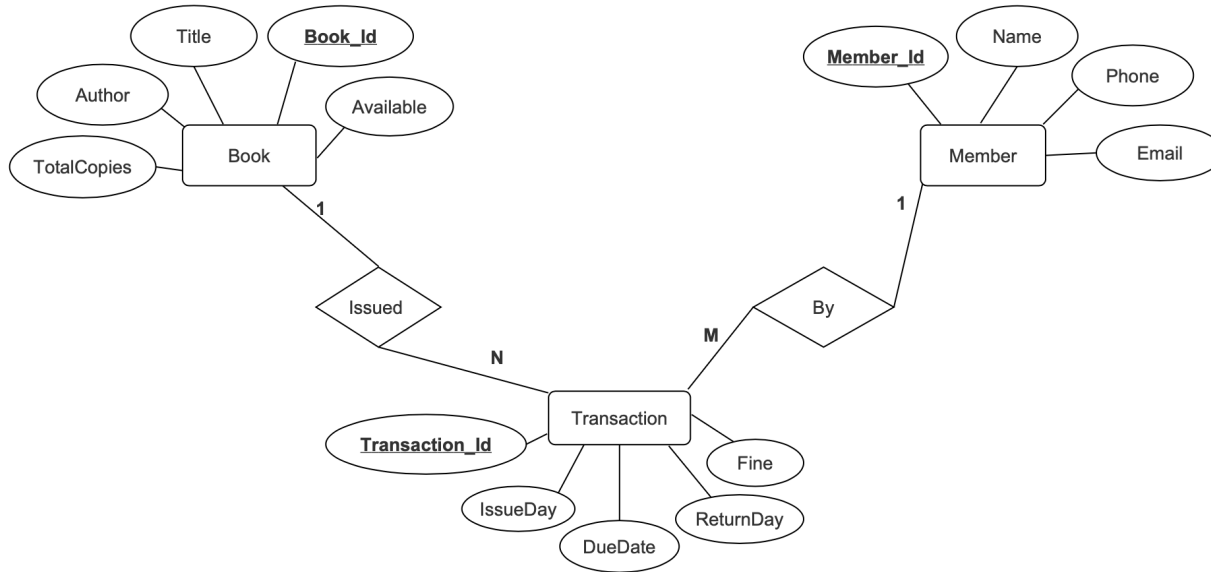 Title
Book_Id
Author
Available
TotalCopies
Book
1
Issued
N
Member_Id
Name
Phone
Email
Member
1
By
M
Transaction
Transaction_Id
IssueDay
DueDate
ReturnDay
Fine